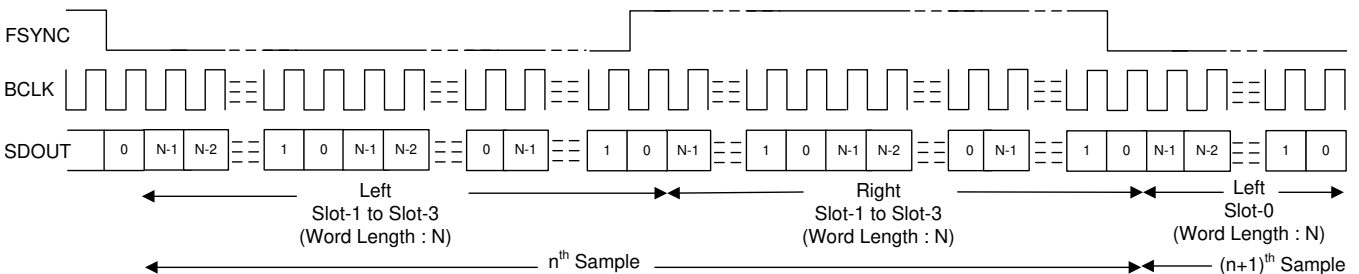 FSYNC
BCLK
SDOUT 0 N-1 N-2 1 0 N-1 N-2 0 N-1 1 0 N-1 1 0 N-1 N-2 0 N-1 1 0 N-1 N-2 1 0
Left Right Left
Slot-1 to Slot-3 Slot-1 to Slot-3 Slot-0
(Word Length : N) (Word Length : N) (Word Length : N)
nth Sample (n+1)th Sample